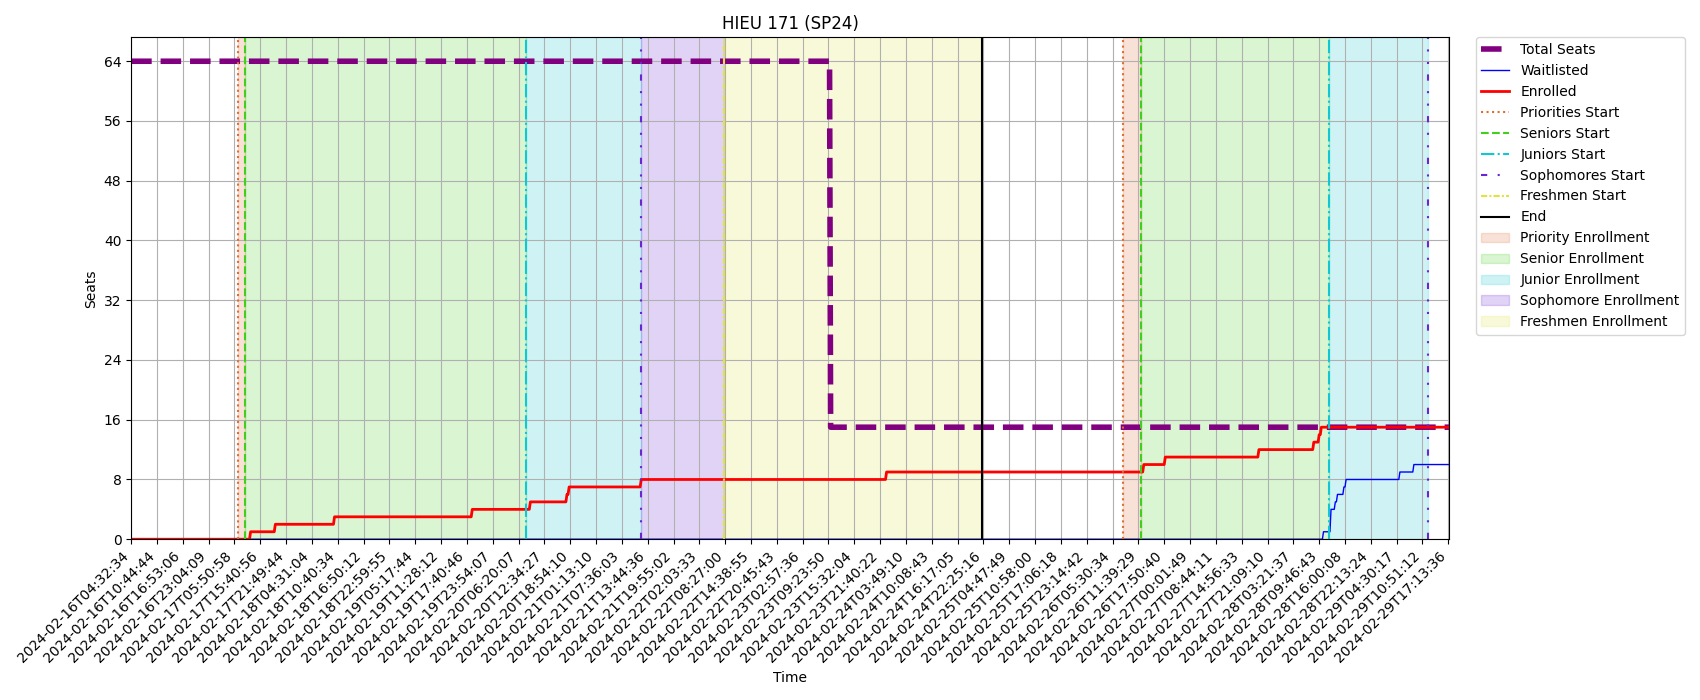 HIEU 171 (SP24)
Seats
64
56
48
40
32
24
16
8
0
2024-02-16T04:32:34
2024-02-16T10:44:44
2024-02-16T16:53:06
2024-02-16T23:04:09
2024-02-17T05:50:58
2024-02-17T15:40:56
2024-02-17T21:49:44
2024-02-18T04:31:04
2024-02-18T10:40:34
2024-02-18T16:50:12
2024-02-18T22:59:55
2024-02-19T05:17:44
2024-02-19T11:28:12
2024-02-19T17:40:46
2024-02-19T23:54:07
2024-02-20T06:20:07
2024-02-20T12:34:27
2024-02-20T18:54:10
2024-02-21T01:13:10
2024-02-21T07:36:03
2024-02-21T13:44:36
2024-02-21T19:55:02
2024-02-22T02:03:33
2024-02-22T08:27:00
2024-02-22T14:38:55
2024-02-22T20:45:43
2024-02-23T02:57:36
2024-02-23T09:23:50
2024-02-23T15:32:04
2024-02-23T21:40:22
2024-02-24T03:49:10
2024-02-24T10:08:43
2024-02-24T16:17:05
2024-02-24T22:25:16
2024-02-25T04:47:49
2024-02-25T10:58:00
2024-02-25T17:06:18
2024-02-25T23:14:42
2024-02-26T05:30:34
2024-02-26T11:39:29
2024-02-26T17:50:40
2024-02-27T00:01:49
2024-02-27T08:44:11
2024-02-27T14:56:33
2024-02-27T21:09:10
2024-02-28T03:21:37
2024-02-28T09:46:43
2024-02-28T16:00:08
2024-02-28T22:13:24
2024-02-29T04:30:17
2024-02-29T10:51:12
2024-02-29T17:13:36
Time
Total Seats
Waitlisted
Enrolled
Priorities Start
Seniors Start
Juniors Start
Sophomores Start
Freshmen Start
End
Priority Enrollment
Senior Enrollment
Junior Enrollment
Sophomore Enrollment
Freshmen Enrollment